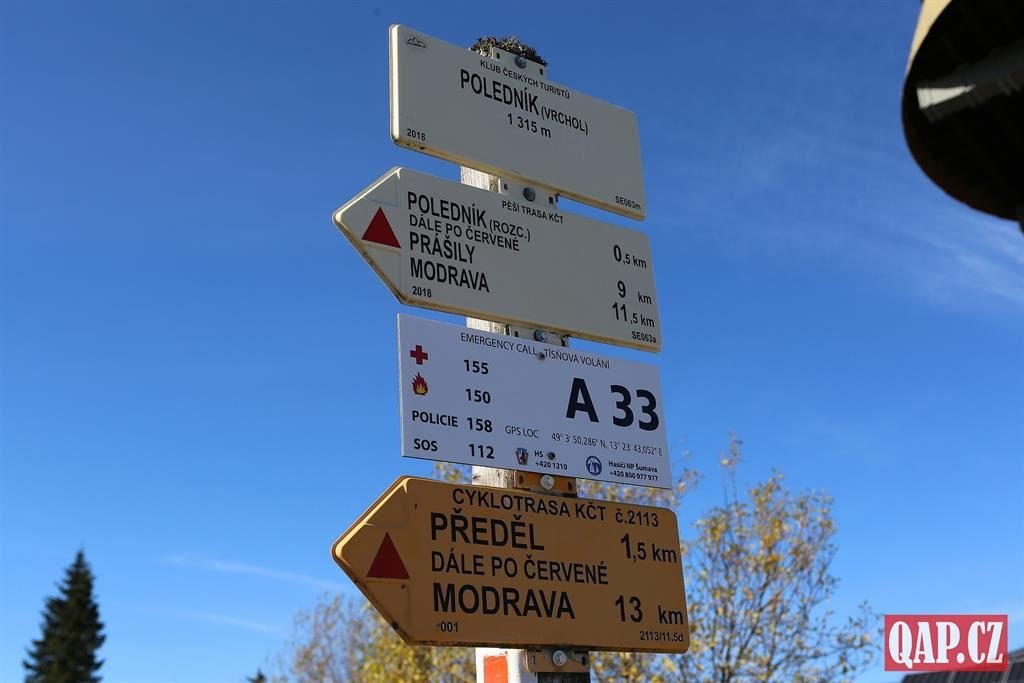 KLUB ČESKÝCH TURISTŮ
POLEDNÍK (VRCHOL)
1 315 m
2018
SE063m
PĚŠÍ TRASA KČT
POLEDNÍK (ROZC.) 0,5 km
DÁLE PO ČERVENÉ
PRÁŠILY 9 km
MODRAVA 11,5 km
2018
SE063a
EMERGENCY CALL TÍSŇOVÁ VOLÁNÍ
155
150
POLICIE 158
SOS 112
A 33
GPS LOC 49° 3' 50,286" N, 13° 23' 43,052" E
HS
+420 1210
Hasiči NP Šumava
+420 800 977 977
CYKLOTRASA KČT č.2113
PŘEDĚL 1,5 km
DÁLE PO ČERVENÉ
MODRAVA 13 km
001
2113/11.5d
QAP.CZ